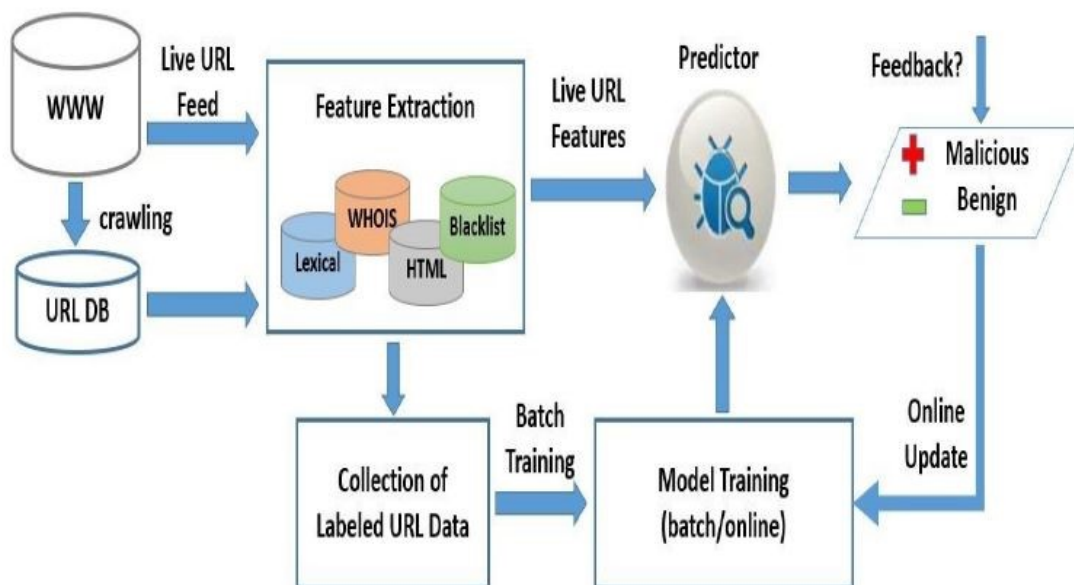 WWW
Live URL
Feed
crawling
URL DB
Feature Extraction
Lexical
WHOIS
HTML
Blacklist
Live URL
Features
Predictor
Feedback?
Malicious
Benign
Collection of
Labeled URL Data
Batch
Training
Model Training
(batch/online)
Online
Update